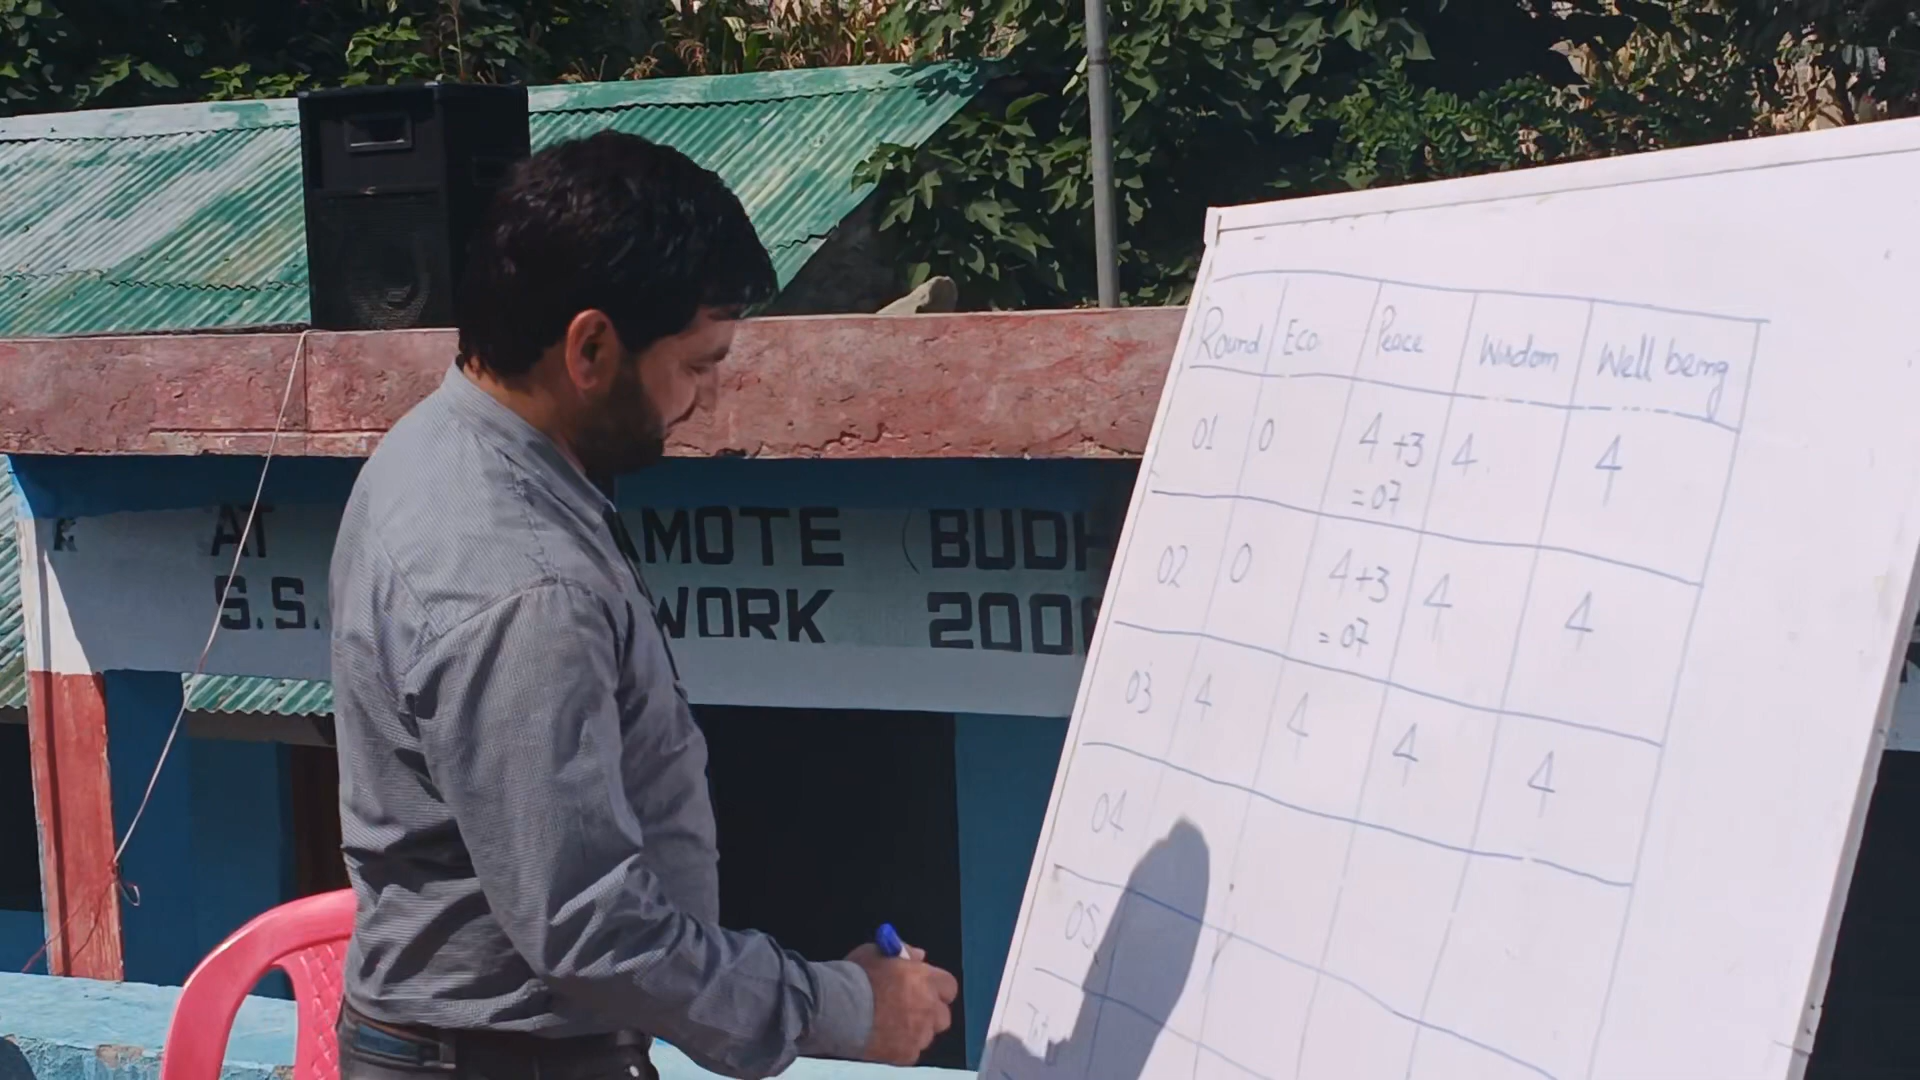 AT AMOTE (BUDH
S.S. WORK 200
Round Eco Peace Wisdom Well being
01 0 4+3 4 4
=07
02 0 4+3 4 4
=07
03 4 4 4 4
04
05